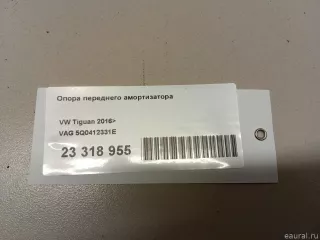 Опора переднего амортизатора
VW Tiguan 2016>
VAG 5Q0412331E
23 318 955
eaural.ru